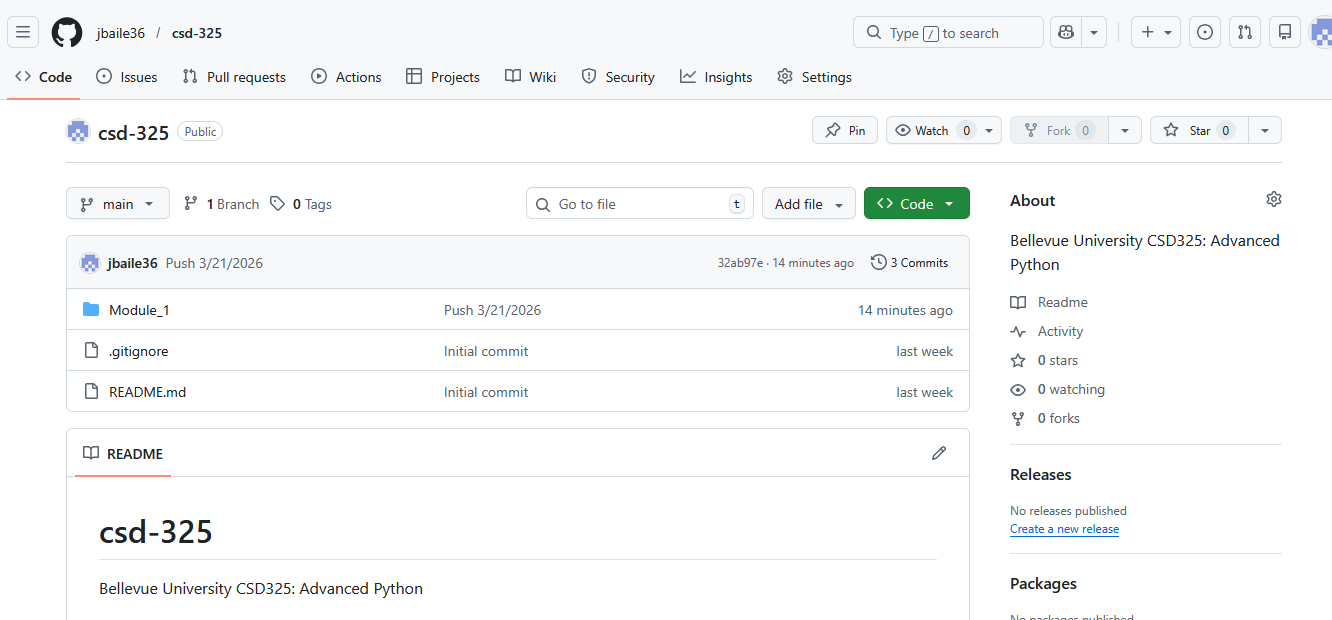 jbaile36 / csd-325
Type / to search
Code Issues Pull requests Actions Projects Wiki Security Insights Settings
csd-325 Public
Pin Watch 0 Fork 0 Star 0
main 1 Branch 0 Tags
Go to file t
Add file Code
jbaile36 Push 3/21/2026 32ab97e · 14 minutes ago 3 Commits
Module_1 Push 3/21/2026 14 minutes ago
.gitignore Initial commit last week
README.md Initial commit last week
README
csd-325
Bellevue University CSD325: Advanced Python
About
Bellevue University CSD325: Advanced
Python
Readme
Activity
0 stars
0 watching
0 forks
Releases
No releases published
Create a new release
Packages
No packages published